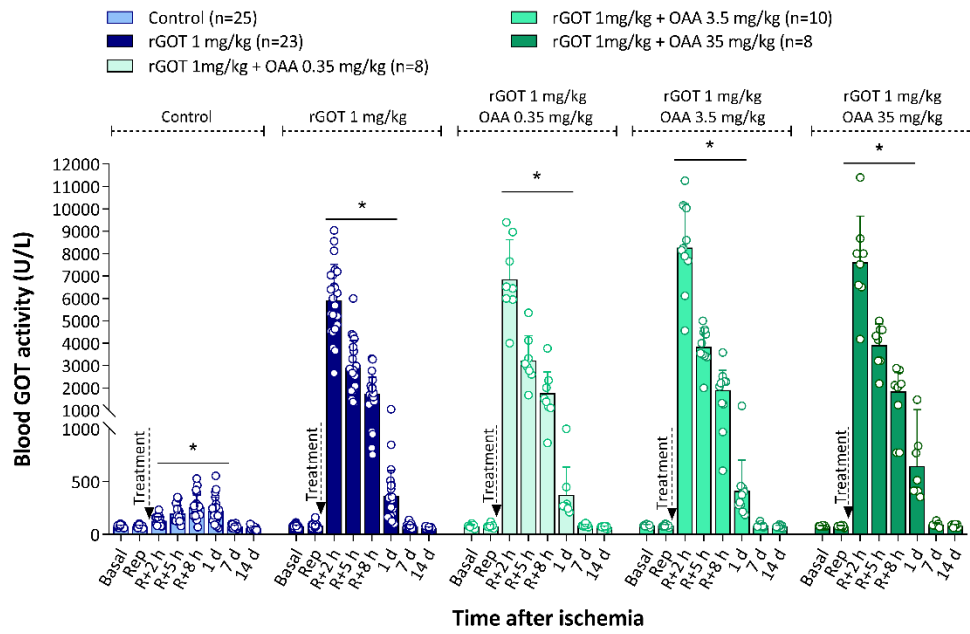 Control (n=25)
rGOT 1 mg/kg (n=23)
rGOT 1mg/kg + OAA 0.35 mg/kg (n=8)
rGOT 1mg/kg + OAA 3.5 mg/kg (n=10)
rGOT 1mg/kg + OAA 35 mg/kg (n=8
Control
rGOT 1 mg/kg
rGOT 1 mg/kg
OAA 0.35 mg/kg
rGOT 1 mg/kg
OAA 3.5 mg/kg
rGOT 1 mg/kg
OAA 35 mg/kg
Blood GOT activity (U/L)
12000
11000
10000
9000
8000
7000
6000
5000
4000
3000
2000
1000
1000
500
0
*
*
*
*
*
Treatment
Treatment
Treatment
Treatment
Treatment
Basal
Rep
R+2 h
R+5 h
R+8 h
1 d
7 d
14 d
Basal
Rep
R+2 h
R+5 h
R+8 h
1 d
7 d
14 d
Basal
Rep
R+2 h
R+5 h
R+8 h
1 d
7 d
14 d
Basal
Rep
R+2 h
R+5 h
R+8 h
1 d
7 d
14 d
Basal
Rep
R+2 h
R+5 h
R+8 h
1 d
7 d
14 d
Time after ischemia